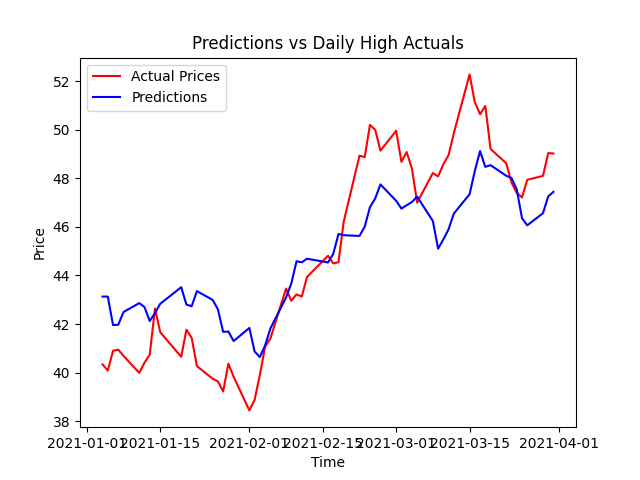 Predictions vs Daily High Actuals
Actual Prices
Predictions
52
50
48
46
44
42
40
38
Price
2021-01-01 2021-01-15 2021-02-01 2021-02-15 2021-03-01 2021-03-15 2021-04-01
Time